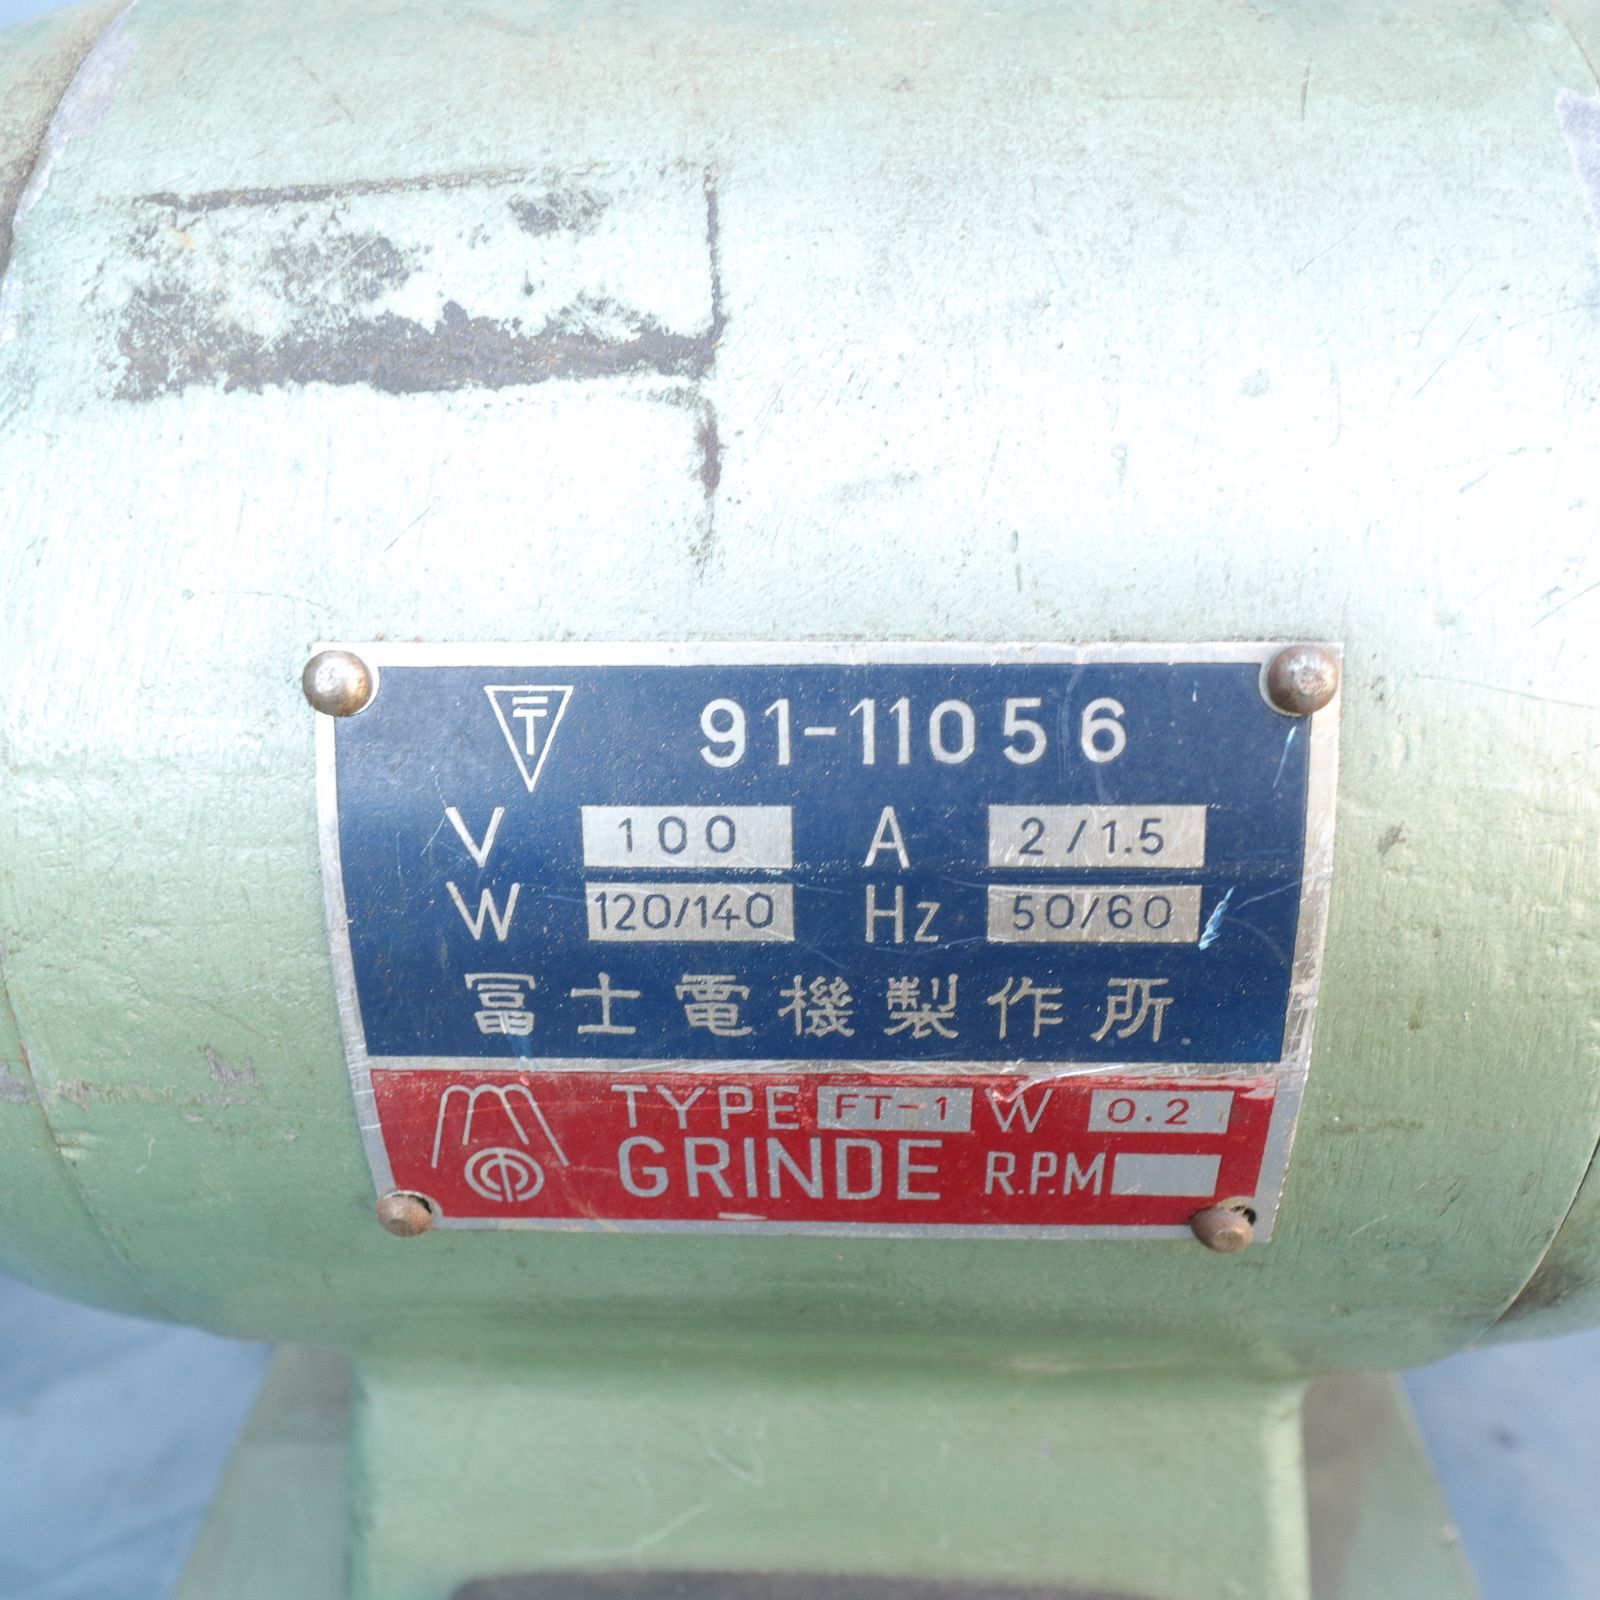 〒 91-11056
V 100 A 2/1.5
W 120/140 Hz 50/60
冨士電機製作所
TYPE FT-1 W 0.2
GRINDE R.P.M